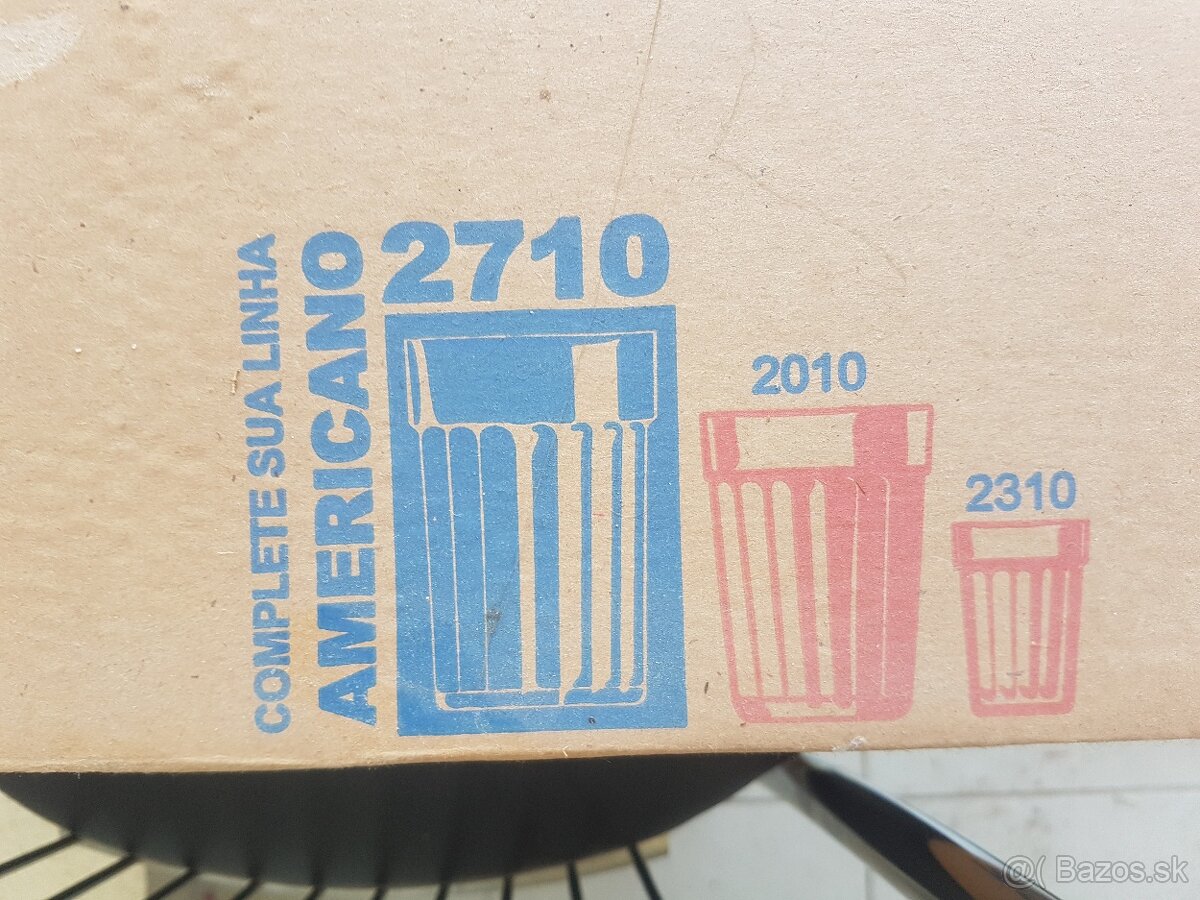 COMPLETE SUA LINHA
AMERICANO
2710
2010
2310
@( Bazos.sk